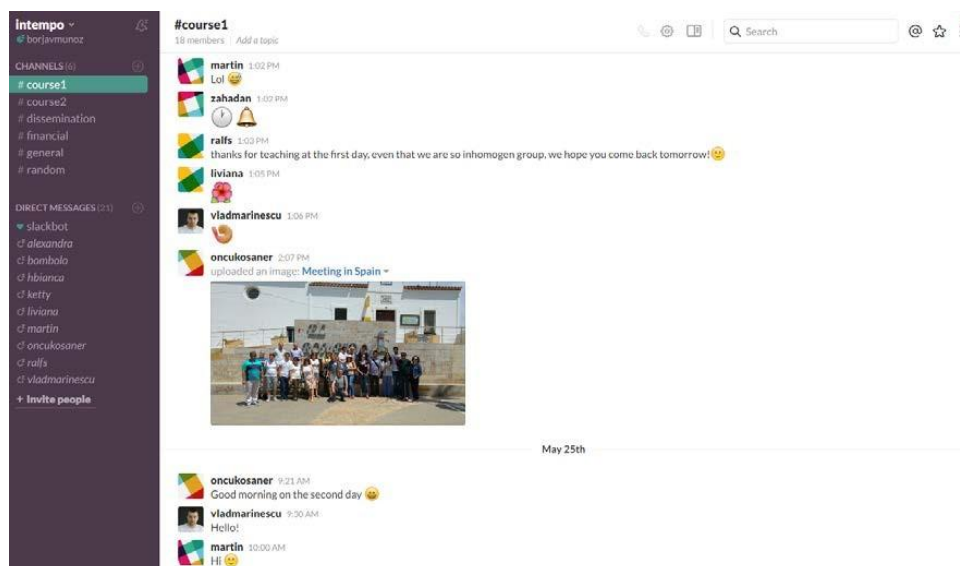 intempo
borjavmunoz
CHANNELS (6)
# course1
# course2
# dissemination
# financial
# general
# random
DIRECT MESSAGES (21)
slackbot
alexandra
bombolo
hbianca
ketty
liviana
martin
oncukosaner
ralfs
vladmarinescu
+ Invite people
#course1
18 members | Add a topic
Search
martin 1:02 PM
Lol
zahadan 1:02 PM
ralfs 1:03 PM
thanks for teaching at the first day, even that we are so inhomogen group, we hope you come back tomorrow!
liviana 1:05 PM
vladmarinescu 1:06 PM
oncukosaner 2:07 PM
uploaded an image: Meeting in Spain
May 25th
oncukosaner 9:21 AM
Good morning on the second day
vladmarinescu 9:30 AM
Hello!
martin 10:00 AM
Hi